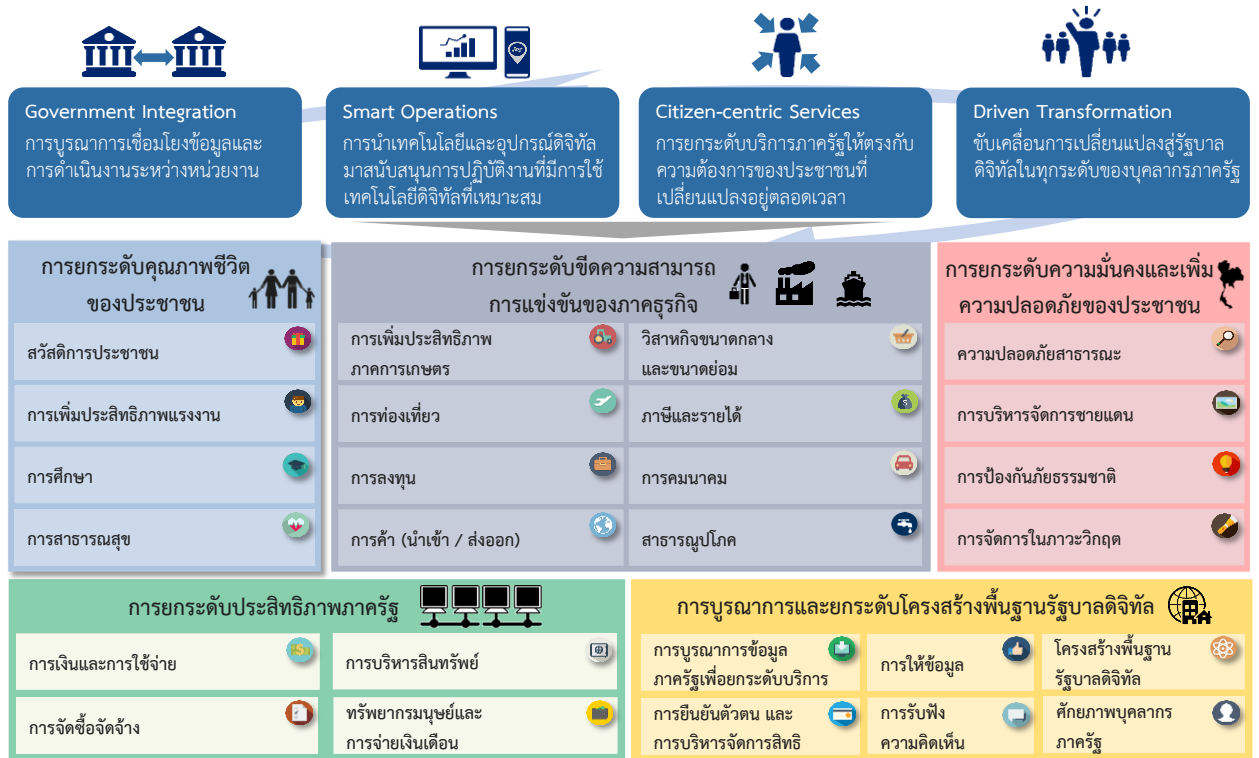 Government Integration
การบูรณาการเชื่อมโยงข้อมูลและ
การดำเนินงานระหว่างหน่วยงาน
Smart Operations
การนำเทคโนโลยีและอุปกรณ์ดิจิทัล
มาสนับสนุนการปฏิบัติงานที่มีการใช้
เทคโนโลยีดิจิทัลที่เหมาะสม
Citizen-centric Services
การยกระดับบริการภาครัฐให้ตรงกับ
ความต้องการของประชาชนที่
เปลี่ยนแปลงอยู่ตลอดเวลา
Driven Transformation
ขับเคลื่อนการเปลี่ยนแปลงสู่รัฐบาล
ดิจิทัลในทุกระดับของบุคลากรภาครัฐ
การยกระดับคุณภาพชีวิต
ของประชาชน
สวัสดิการประชาชน
การเพิ่มประสิทธิภาพแรงงาน
การศึกษา
การสาธารณสุข
การยกระดับขีดความสามารถ
การแข่งขันของภาคธุรกิจ
การเพิ่มประสิทธิภาพ
ภาคการเกษตร
วิสาหกิจขนาดกลาง
และขนาดย่อม
การท่องเที่ยว
ภาษีและรายได้
การลงทุน
การคมนาคม
การค้า (นำเข้า / ส่งออก)
สาธารณูปโภค
การยกระดับความมั่นคงและเพิ่ม
ความปลอดภัยของประชาชน
ความปลอดภัยสาธารณะ
การบริหารจัดการชายแดน
การป้องกันภัยธรรมชาติ
การจัดการในภาวะวิกฤต
การยกระดับประสิทธิภาพภาครัฐ
การเงินและการใช้จ่าย
การบริหารสินทรัพย์
การจัดซื้อจัดจ้าง
ทรัพยากรมนุษย์และ
การจ่ายเงินเดือน
การบูรณาการและยกระดับโครงสร้างพื้นฐานรัฐบาลดิจิทัล
การบูรณาการข้อมูล
ภาครัฐเพื่อยกระดับบริการ
การให้ข้อมูล
โครงสร้างพื้นฐาน
รัฐบาลดิจิทัล
การยืนยันตัวตน และ
การบริหารจัดการสิทธิ
การรับฟัง
ความคิดเห็น
ศักยภาพบุคลากร
ภาครัฐ